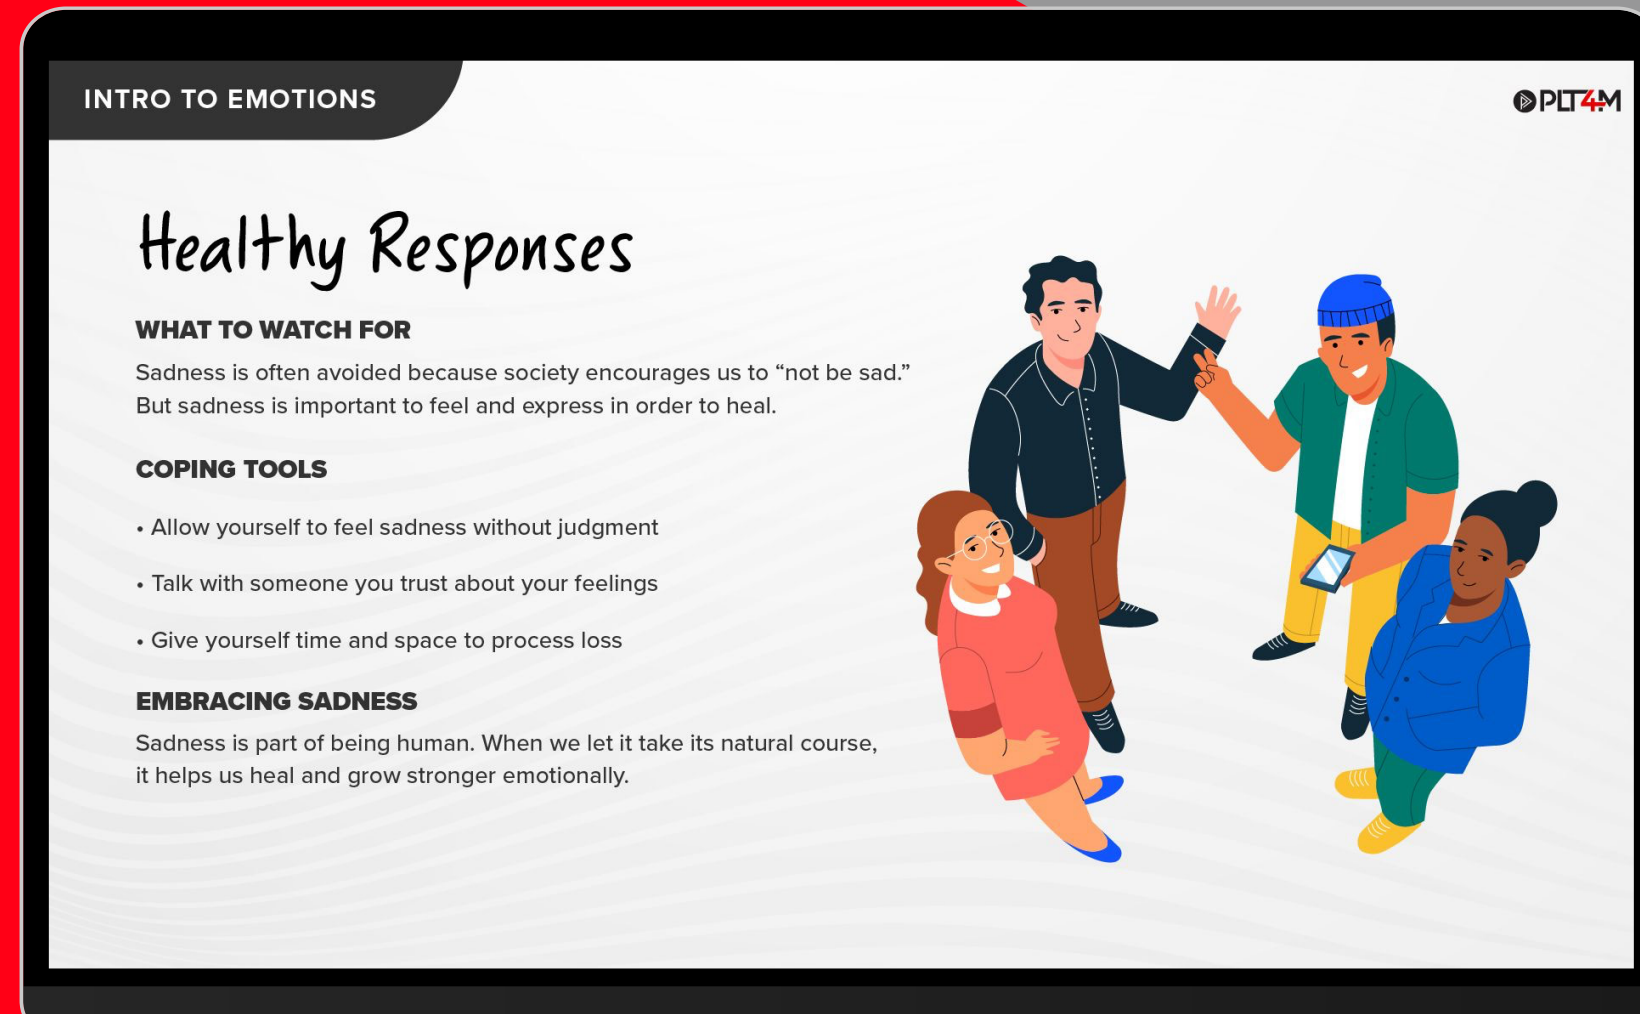 INTRO TO EMOTIONS
PLT4M
Healthy Responses
WHAT TO WATCH FOR
Sadness is often avoided because society encourages us to “not be sad.”
But sadness is important to feel and express in order to heal.
COPING TOOLS
• Allow yourself to feel sadness without judgment
• Talk with someone you trust about your feelings
• Give yourself time and space to process loss
EMBRACING SADNESS
Sadness is part of being human. When we let it take its natural course,
it helps us heal and grow stronger emotionally.